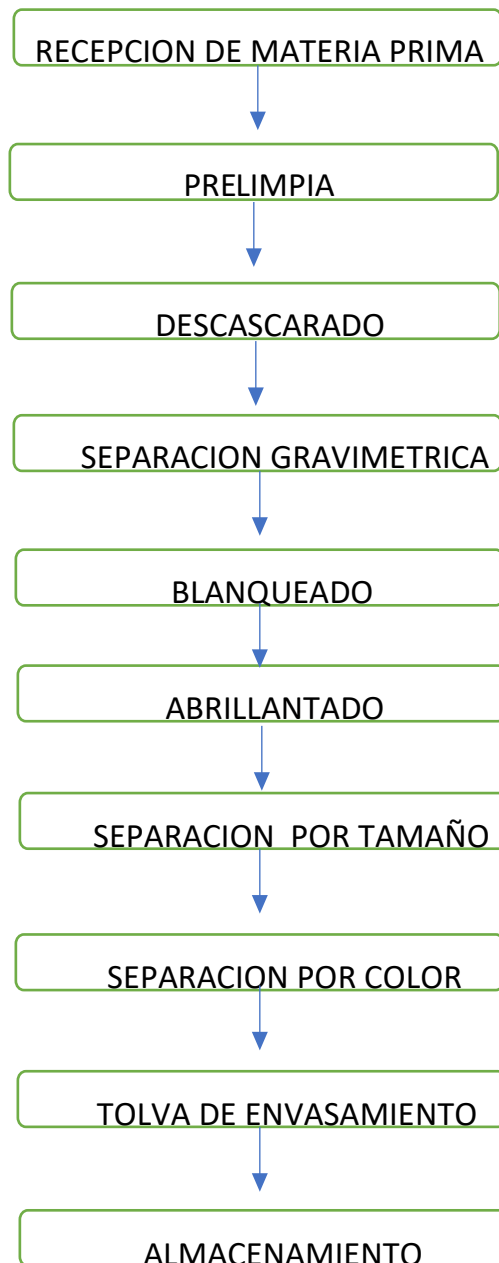 RECEPCION DE MATERIA PRIMA
PRELIMPIA
DESCASCARADO
SEPARACION GRAVIMETRICA
BLANQUEADO
ABRILLANTADO
SEPARACION POR TAMAÑO
SEPARACION POR COLOR
TOLVA DE ENVASAMIENTO
ALMACENAMIENTO